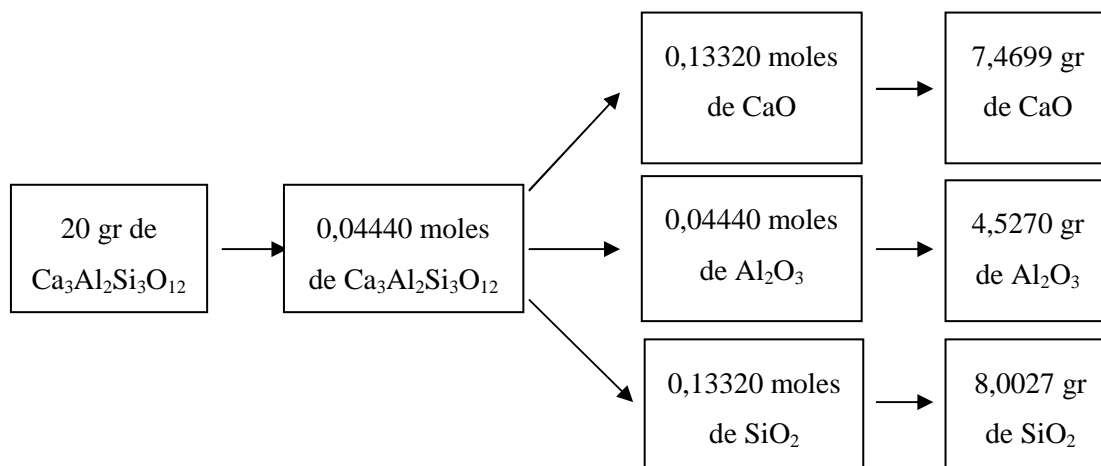 20 gr de
Ca₃Al₂Si₃O₁₂
0,04440 moles
de Ca₃Al₂Si₃O₁₂
0,13320 moles
de CaO
7,4699 gr
de CaO
0,04440 moles
de Al₂O₃
4,5270 gr
de Al₂O₃
0,13320 moles
de SiO₂
8,0027 gr
de SiO₂